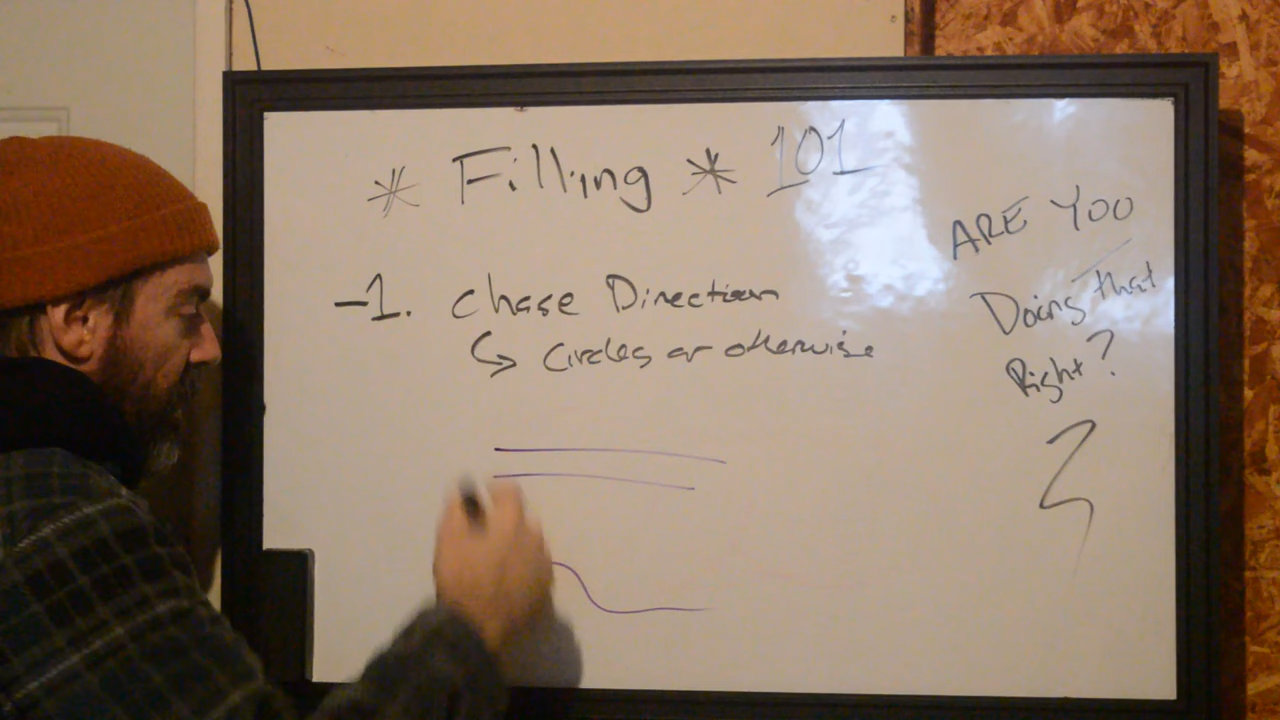 * Filling * 101
-1. Chase Direction
↳ Circles or otherwise
ARE YOU
Doing that
Right?